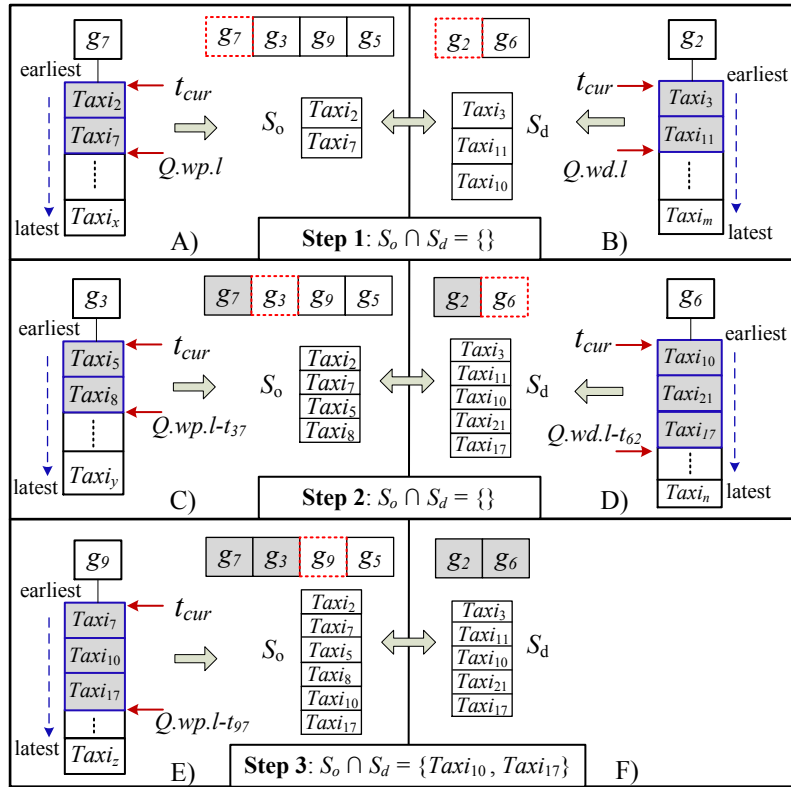 g7
g7 g3 g9 g5
earliest
Taxi2
Taxi7
Taxix
latest
tcur
Q.wp.l
So
Taxi2
Taxi7
A)
g2 g6
g2
earliest
Taxi3
Taxi11
Taxi10
Sd
tcur
Q.wd.l
Taxi3
Taxi11
Taxim
latest
B)
Step 1: So ∩ Sd = {}
g3
g7 g3 g9 g5
earliest
Taxi5
Taxi8
Taxiy
latest
tcur
Q.wp.l-t37
So
Taxi2
Taxi7
Taxi5
Taxi8
C)
g2 g6
g6
earliest
Taxi3
Taxi11
Taxi10
Taxi21
Taxi17
Sd
tcur
Q.wd.l-t62
Taxi10
Taxi21
Taxi17
Taxin
latest
D)
Step 2: So ∩ Sd = {}
g9
g7 g3 g9 g5
earliest
Taxi7
Taxi10
Taxi17
Taxiz
latest
tcur
Q.wp.l-t97
So
Taxi2
Taxi7
Taxi5
Taxi8
Taxi10
Taxi17
E)
g2 g6
Taxi3
Taxi11
Taxi10
Taxi21
Taxi17
Sd
F)
Step 3: So ∩ Sd = {Taxi10 , Taxi17}